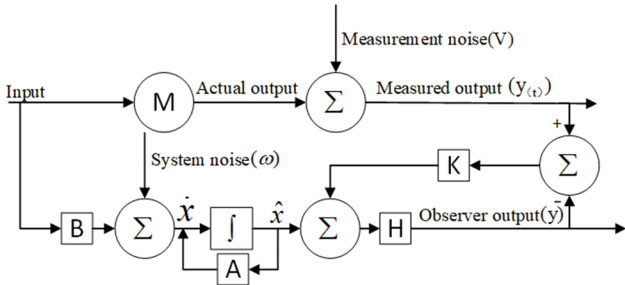 Measurement noise(V)
Input
M
Actual output
Σ
Measured output (y(t))
+
System noise(ω)
K
Σ
B
Σ
ẋ
∫
x̂
Σ
H
Observer output(ȳ)
-
A